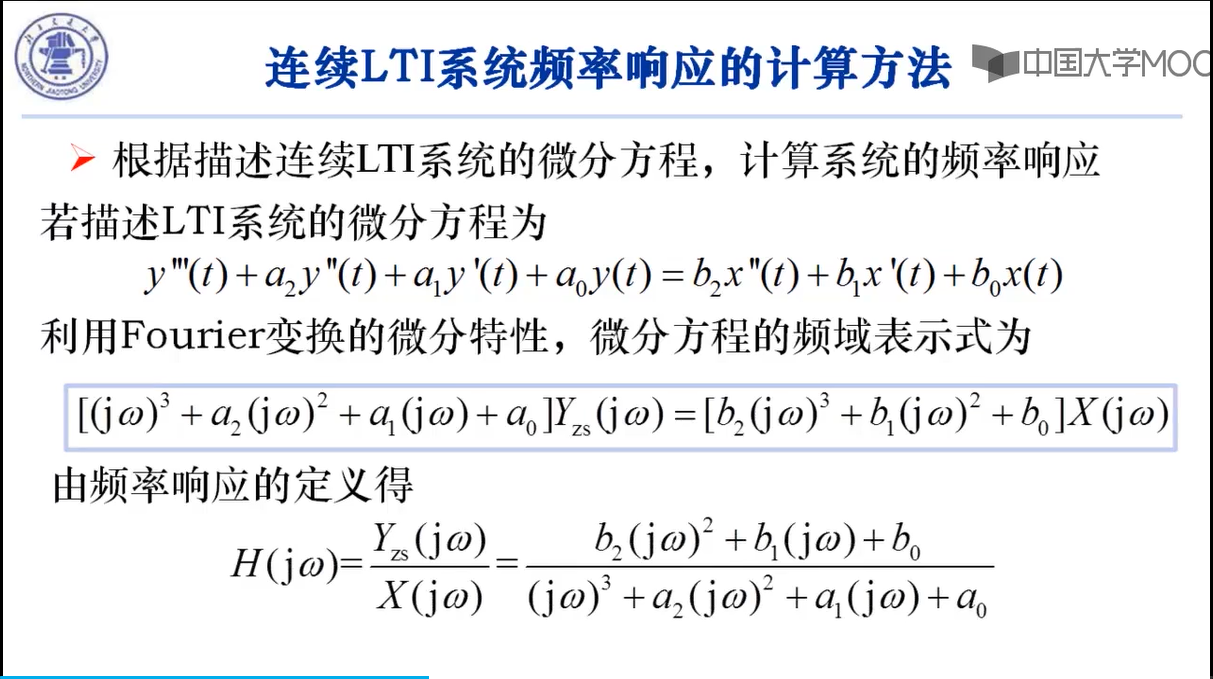 连续LTI系统频率响应的计算方法
中国大学MOO
➢ 根据描述连续LTI系统的微分方程，计算系统的频率响应
若描述LTI系统的微分方程为
y'''(t)+a₂y''(t)+a₁y'(t)+a₀y(t)=b₂x''(t)+b₁x'(t)+b₀x(t)
利用Fourier变换的微分特性，微分方程的频域表示式为
[(jω)³+a₂(jω)²+a₁(jω)+a₀]Y_zs(jω)=[b₂(jω)³+b₁(jω)²+b₀]X(jω)
由频率响应的定义得
H(jω)=Y_zs(jω)/X(jω)=(b₂(jω)²+b₁(jω)+b₀)/((jω)³+a₂(jω)²+a₁(jω)+a₀)